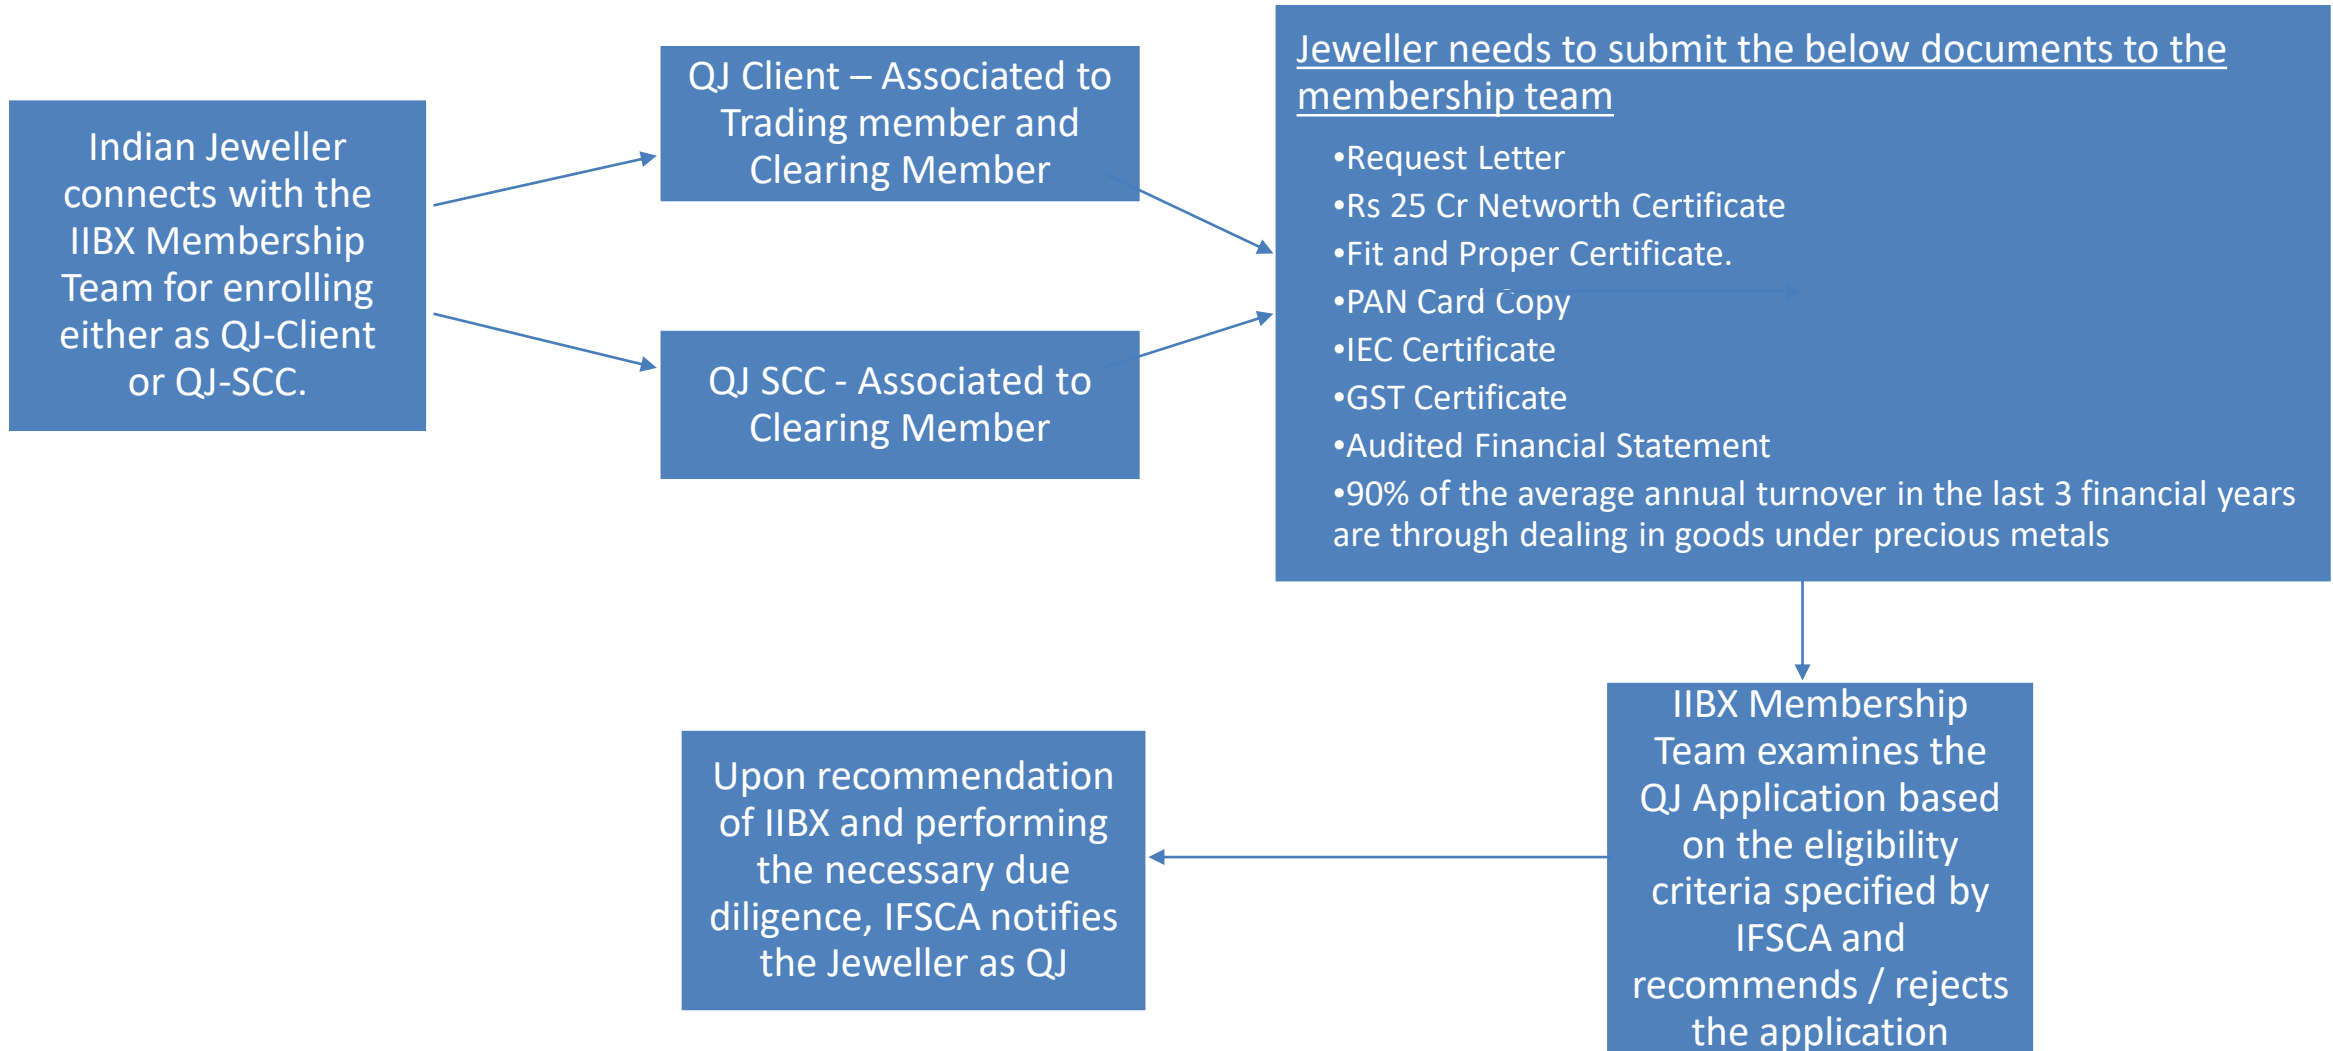 Indian Jeweller
connects with the
IIBX Membership
Team for enrolling
either as QJ-Client
or QJ-SCC.
QJ Client – Associated to
Trading member and
Clearing Member
QJ SCC - Associated to
Clearing Member
Jeweller needs to submit the below documents to the
membership team
•Request Letter
•Rs 25 Cr Networth Certificate
•Fit and Proper Certificate.
•PAN Card Copy
•IEC Certificate
•GST Certificate
•Audited Financial Statement
•90% of the average annual turnover in the last 3 financial years
are through dealing in goods under precious metals
IIBX Membership
Team examines the
QJ Application based
on the eligibility
criteria specified by
IFSCA and
recommends / rejects
the application
Upon recommendation
of IIBX and performing
the necessary due
diligence, IFSCA notifies
the Jeweller as QJ